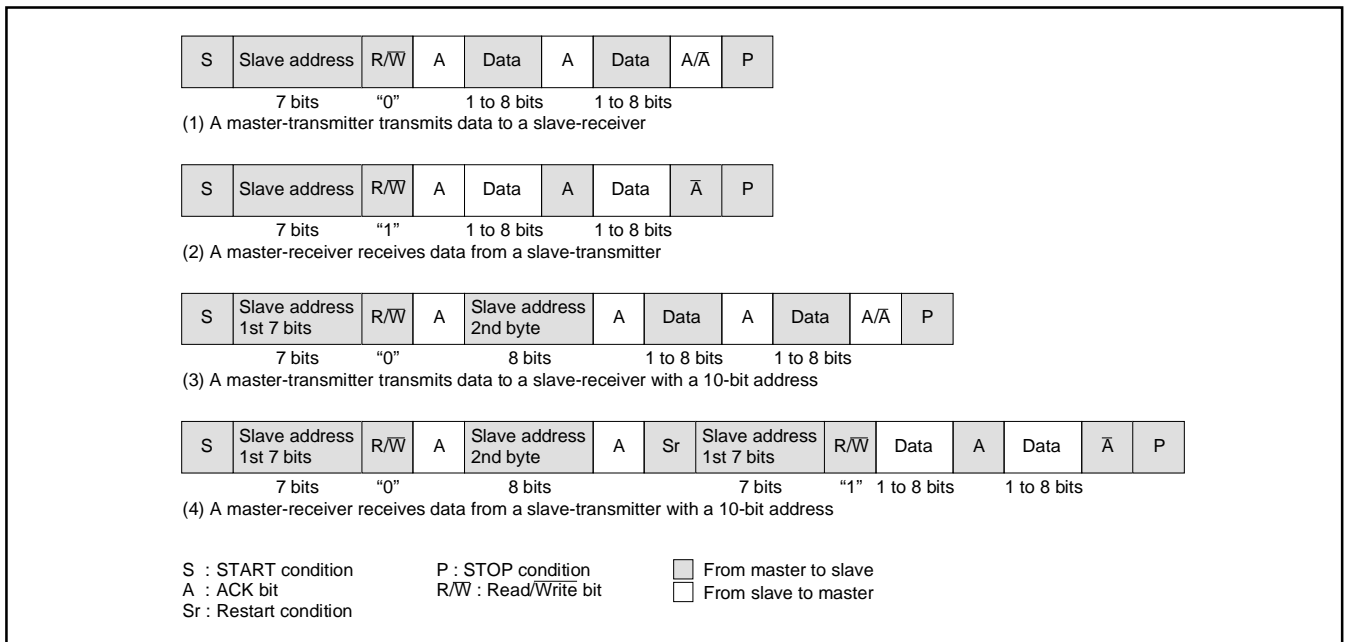 S Slave address R/W̅ A Data A Data A/A̅ P
7 bits “0” 1 to 8 bits 1 to 8 bits
(1) A master-transmitter transmits data to a slave-receiver
S Slave address R/W̅ A Data A Data A̅ P
7 bits “1” 1 to 8 bits 1 to 8 bits
(2) A master-receiver receives data from a slave-transmitter
S Slave address 1st 7 bits R/W̅ A Slave address 2nd byte A Data A Data A/A̅ P
7 bits “0” 8 bits 1 to 8 bits 1 to 8 bits
(3) A master-transmitter transmits data to a slave-receiver with a 10-bit address
S Slave address 1st 7 bits R/W̅ A Slave address 2nd byte A Sr Slave address 1st 7 bits R/W̅ Data A Data A̅ P
7 bits “0” 8 bits 7 bits “1” 1 to 8 bits 1 to 8 bits
(4) A master-receiver receives data from a slave-transmitter with a 10-bit address
S : START condition P : STOP condition From master to slave
A : ACK bit R/W̅ : Read/W̅r̅i̅t̅e̅ bit From slave to master
Sr : Restart condition